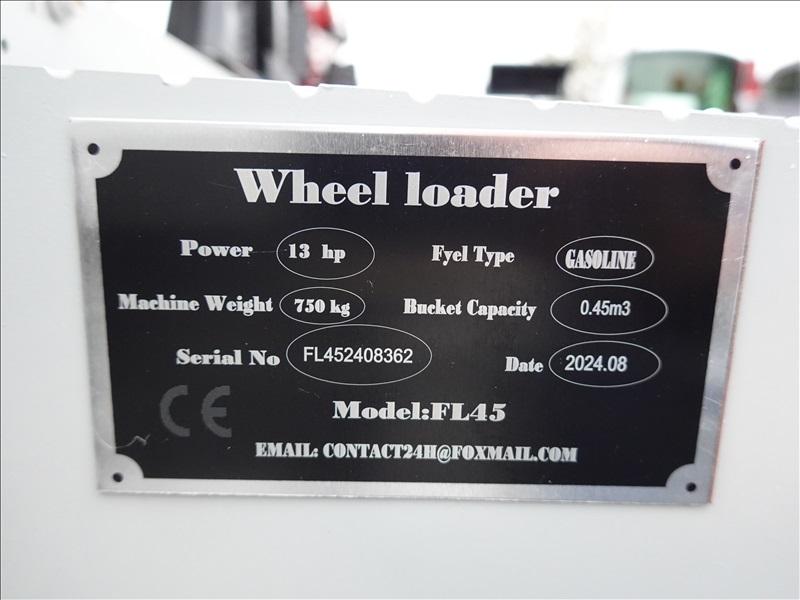 Wheel loader
Power 13 hp Fyel Type GASOLINE
Machine Weight 750 kg Bucket Capacity 0.45m3
Serial No FL452408362 Date 2024.08
CE
Model:FL45
EMAIL: CONTACT24H@FOXMAIL.COM